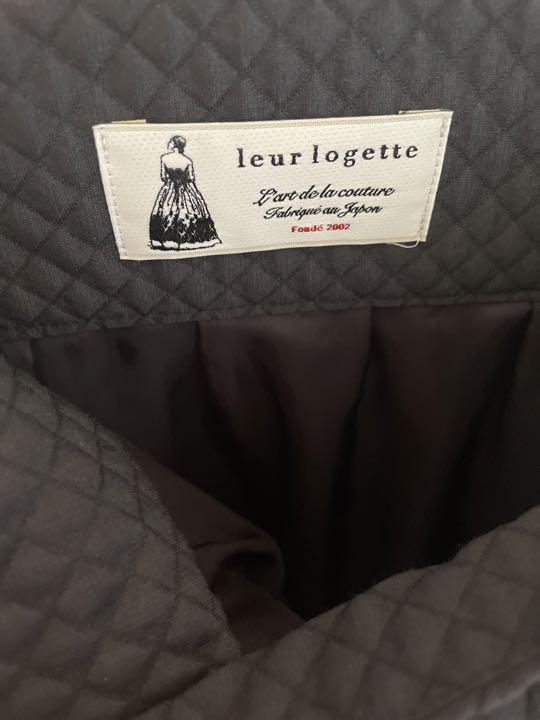 leur logette
L'art de la couture
Fabriqué au Japon
Fondé 2002